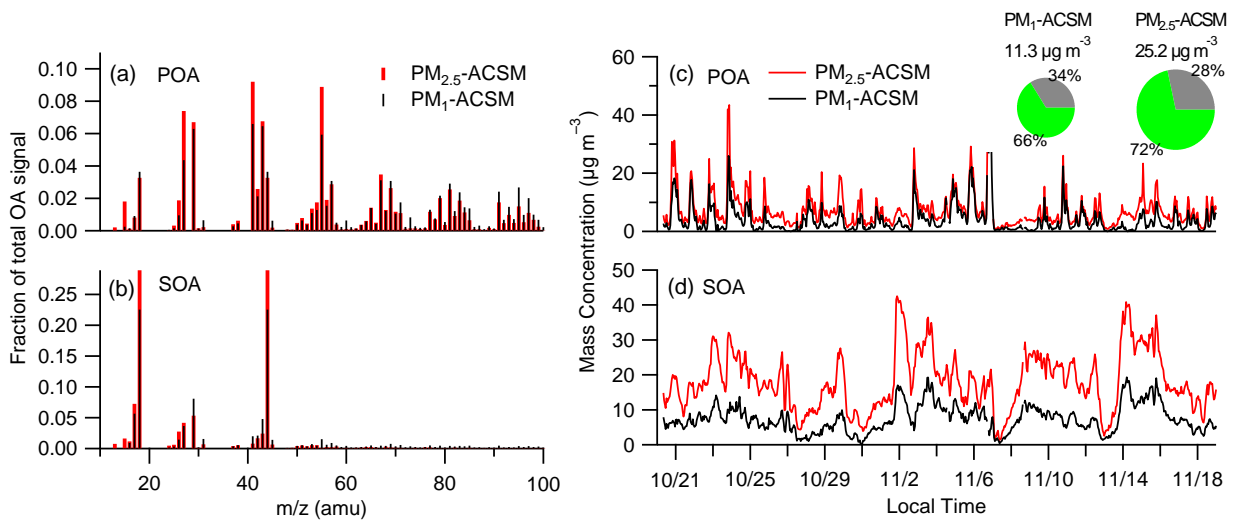 (a)
POA
PM2.5-ACSM
PM1-ACSM
0.10
0.08
0.06
0.04
0.02
0.00
(b)
SOA
0.25
0.20
0.15
0.10
0.05
0.00
Fraction of total OA signal
20
40
60
80
100
m/z (amu)
(c)
POA
PM2.5-ACSM
PM1-ACSM
PM1-ACSM
11.3 µg m⁻³
34%
66%
PM2.5-ACSM
25.2 µg m⁻³
28%
72%
60
40
20
0
(d)
SOA
50
40
30
20
10
0
Mass Concentration (µg m⁻³)
10/21
10/25
10/29
11/2
11/6
11/10
11/14
11/18
Local Time